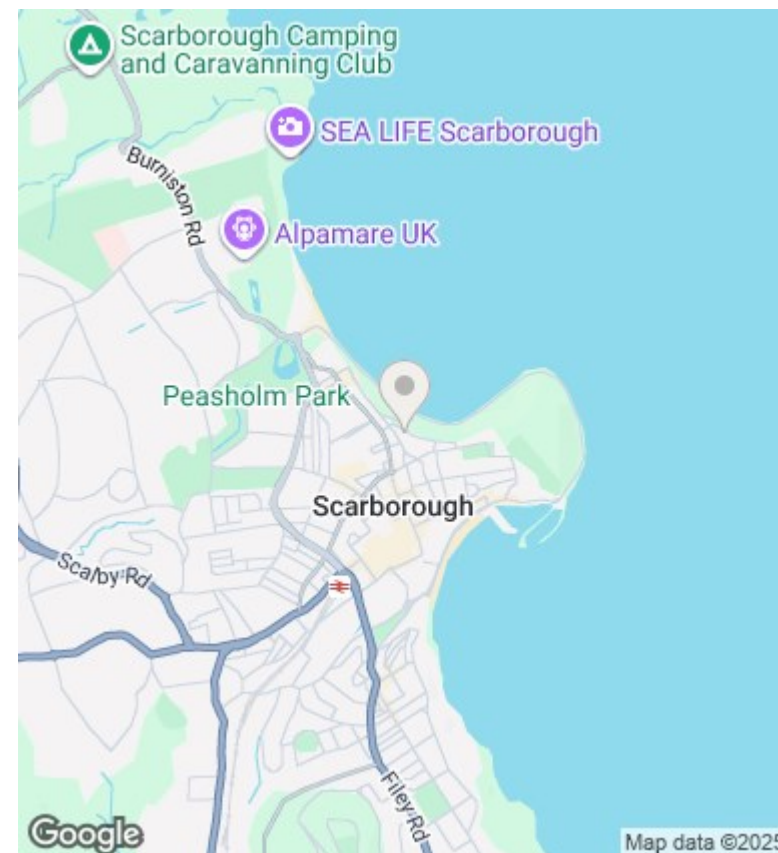 Scarborough Camping
and Caravanning Club
SEA LIFE Scarborough
Burniston Rd
Alpamare UK
Peasholm Park
Scarborough
Scalby Rd
Filey Rd
Google
Map data ©2025